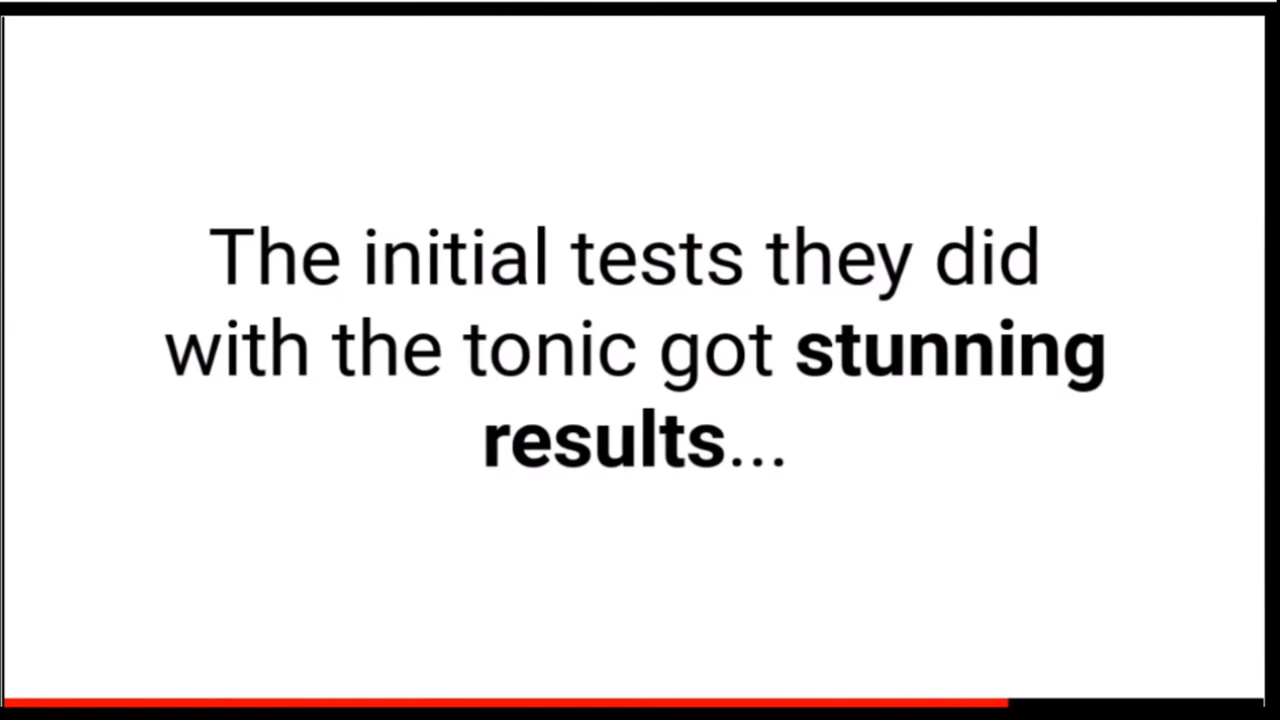 The initial tests they did
with the tonic got stunning
results...